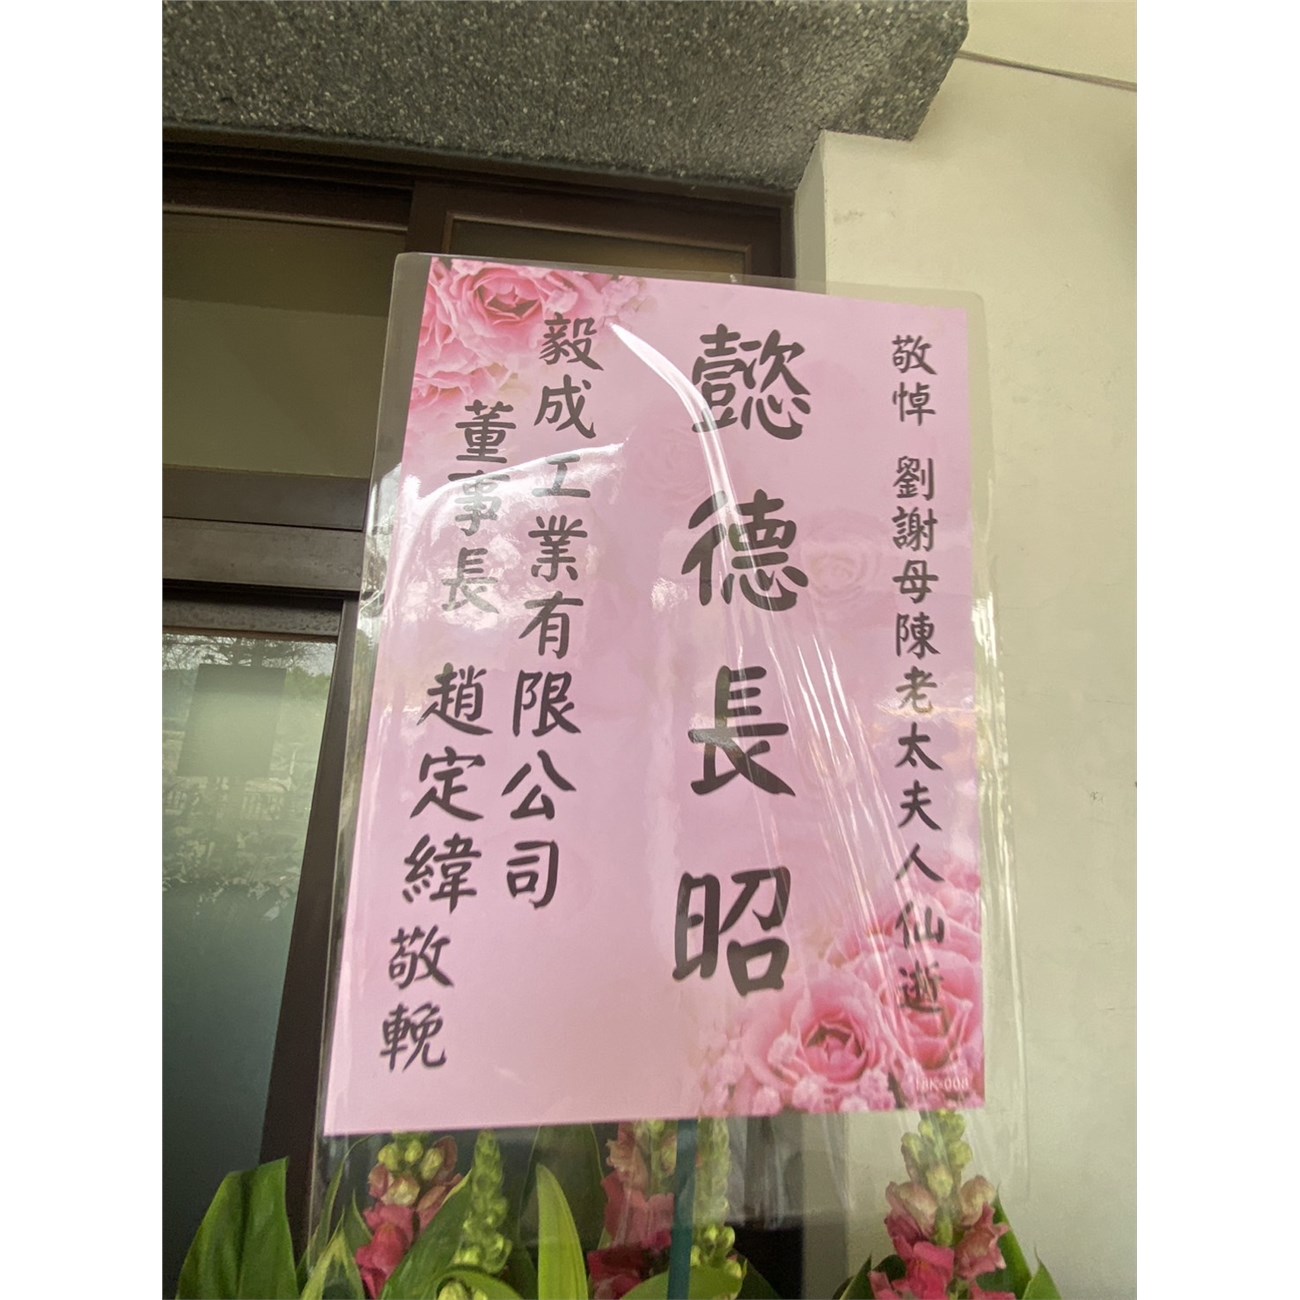 敬悼 劉謝母陳老太夫人仙逝
懿德長昭
毅成工業有限公司
董事長 趙定緯敬輓